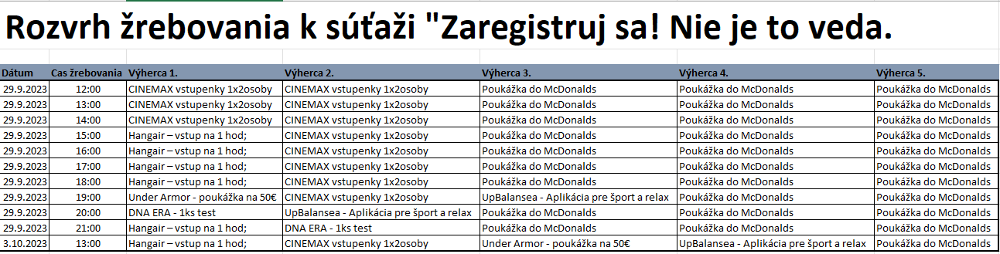 Rozvrh žrebovania k súťaži "Zaregistruj sa! Nie je to veda.
Dátum Cas žrebovania Výherca 1. Výherca 2. Výherca 3. Výherca 4. Výherca 5.
29.9.2023 12:00 CINEMAX vstupenky 1x2osoby CINEMAX vstupenky 1x2osoby Poukážka do McDonalds Poukážka do McDonalds Poukážka do McDonalds
29.9.2023 13:00 CINEMAX vstupenky 1x2osoby CINEMAX vstupenky 1x2osoby Poukážka do McDonalds Poukážka do McDonalds Poukážka do McDonalds
29.9.2023 14:00 CINEMAX vstupenky 1x2osoby CINEMAX vstupenky 1x2osoby Poukážka do McDonalds Poukážka do McDonalds Poukážka do McDonalds
29.9.2023 15:00 Hangair – vstup na 1 hod; CINEMAX vstupenky 1x2osoby Poukážka do McDonalds Poukážka do McDonalds Poukážka do McDonalds
29.9.2023 16:00 Hangair – vstup na 1 hod; CINEMAX vstupenky 1x2osoby Poukážka do McDonalds Poukážka do McDonalds Poukážka do McDonalds
29.9.2023 17:00 Hangair – vstup na 1 hod; CINEMAX vstupenky 1x2osoby Poukážka do McDonalds Poukážka do McDonalds Poukážka do McDonalds
29.9.2023 18:00 Hangair – vstup na 1 hod; CINEMAX vstupenky 1x2osoby Poukážka do McDonalds Poukážka do McDonalds Poukážka do McDonalds
29.9.2023 19:00 Under Armor - poukážka na 50€ CINEMAX vstupenky 1x2osoby UpBalansea - Aplikácia pre šport a relax Poukážka do McDonalds Poukážka do McDonalds
29.9.2023 20:00 DNA ERA - 1ks test UpBalansea - Aplikácia pre šport a relax Poukážka do McDonalds Poukážka do McDonalds Poukážka do McDonalds
29.9.2023 21:00 Hangair – vstup na 1 hod; DNA ERA - 1ks test Poukážka do McDonalds Poukážka do McDonalds Poukážka do McDonalds
3.10.2023 13:00 Hangair – vstup na 1 hod; CINEMAX vstupenky 1x2osoby Under Armor - poukážka na 50€ UpBalansea - Aplikácia pre šport a relax Poukážka do McDonalds